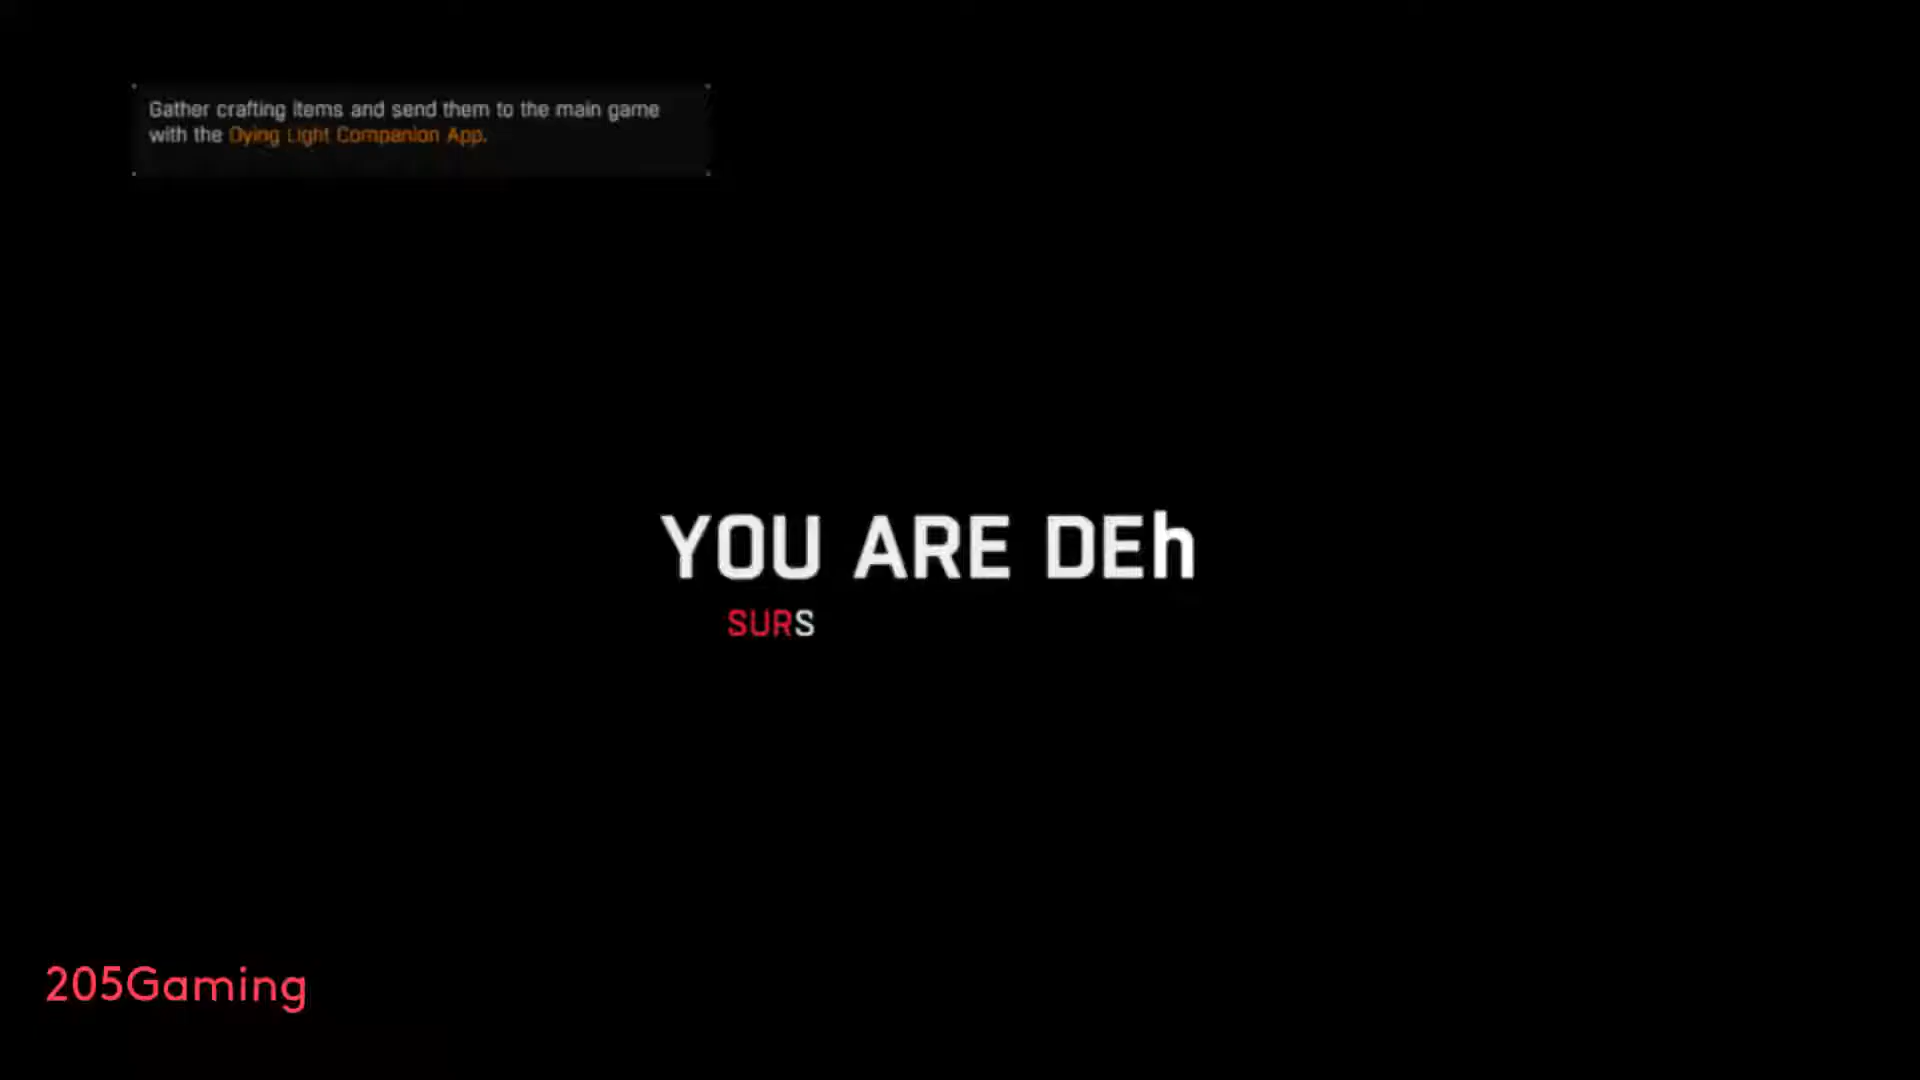 Gather crafting items and send them to the main game
with the Dying Light Companion App.
YOU ARE DEh
SURS
205Gaming